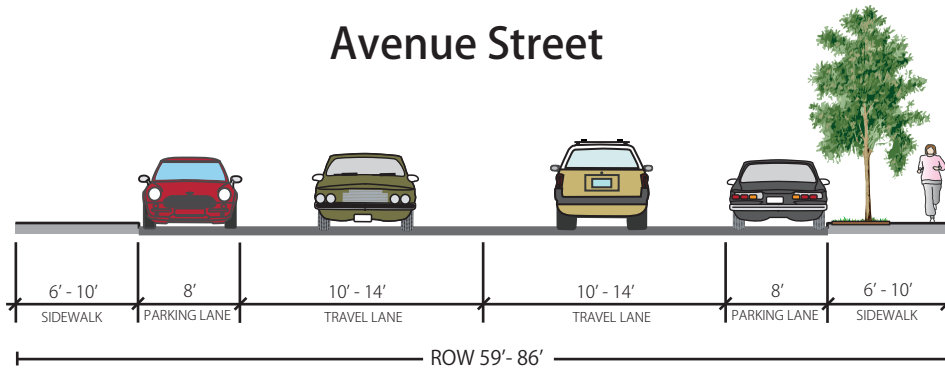 Avenue Street
6’ - 10’
8’
10’ - 14’
10’ - 14’
8’
6’ - 10’
SIDEWALK
PARKING LANE
TRAVEL LANE
TRAVEL LANE
PARKING LANE
SIDEWALK
ROW 59’- 86’